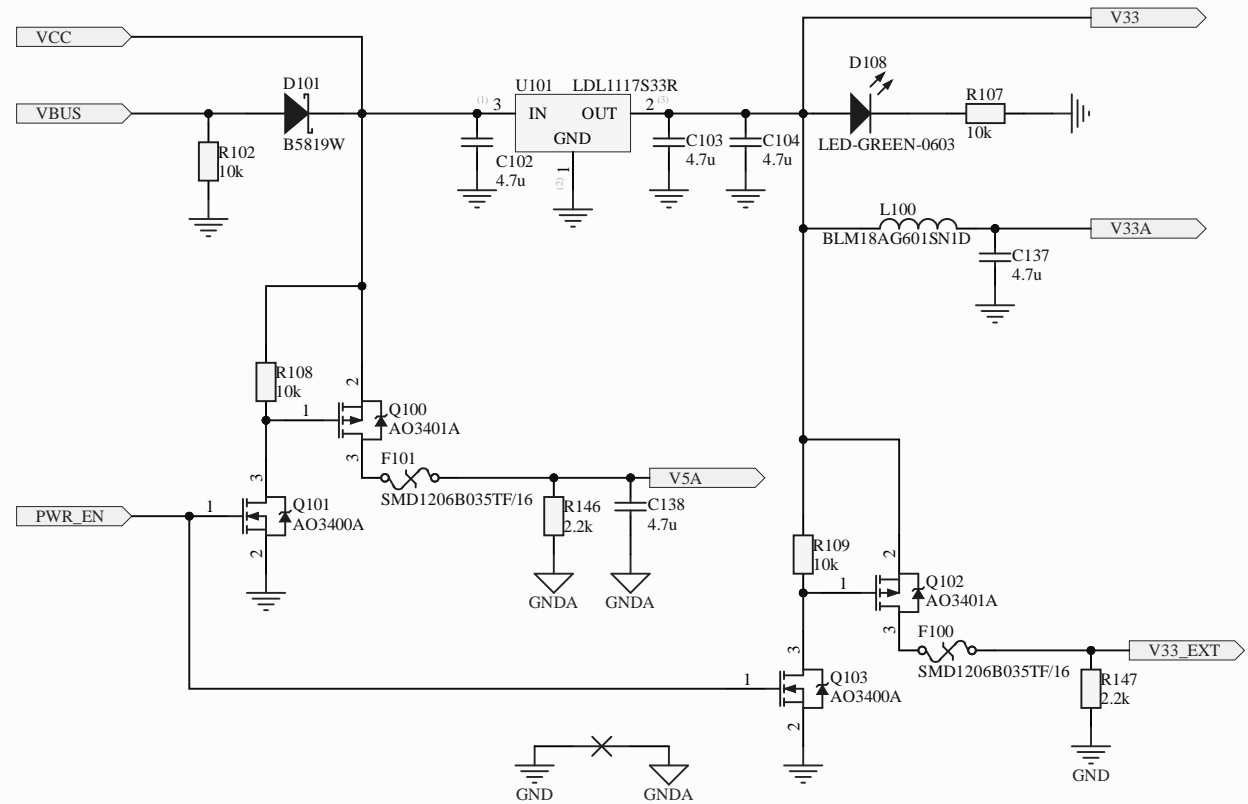 V33
VCC
D101
U101 LDL1117S33R
D108
R107
VBUS
(1) 3
IN OUT
2 (3)
GND
10k
B5819W
R102
10k
C102
4.7u
(2) 1
C103
4.7u
C104
4.7u
LED-GREEN-0603
L100
BLM18AG601SN1D
V33A
C137
4.7u
R108
10k
2
1
Q100
AO3401A
3
F101
SMD1206B035TF/16
V5A
3
PWR_EN
1
Q101
AO3400A
2
R146
2.2k
C138
4.7u
GNDA
GNDA
R109
10k
2
1
Q102
AO3401A
3
F100
SMD1206B035TF/16
V33_EXT
3
1
Q103
AO3400A
2
R147
2.2k
GND
GND
GNDA